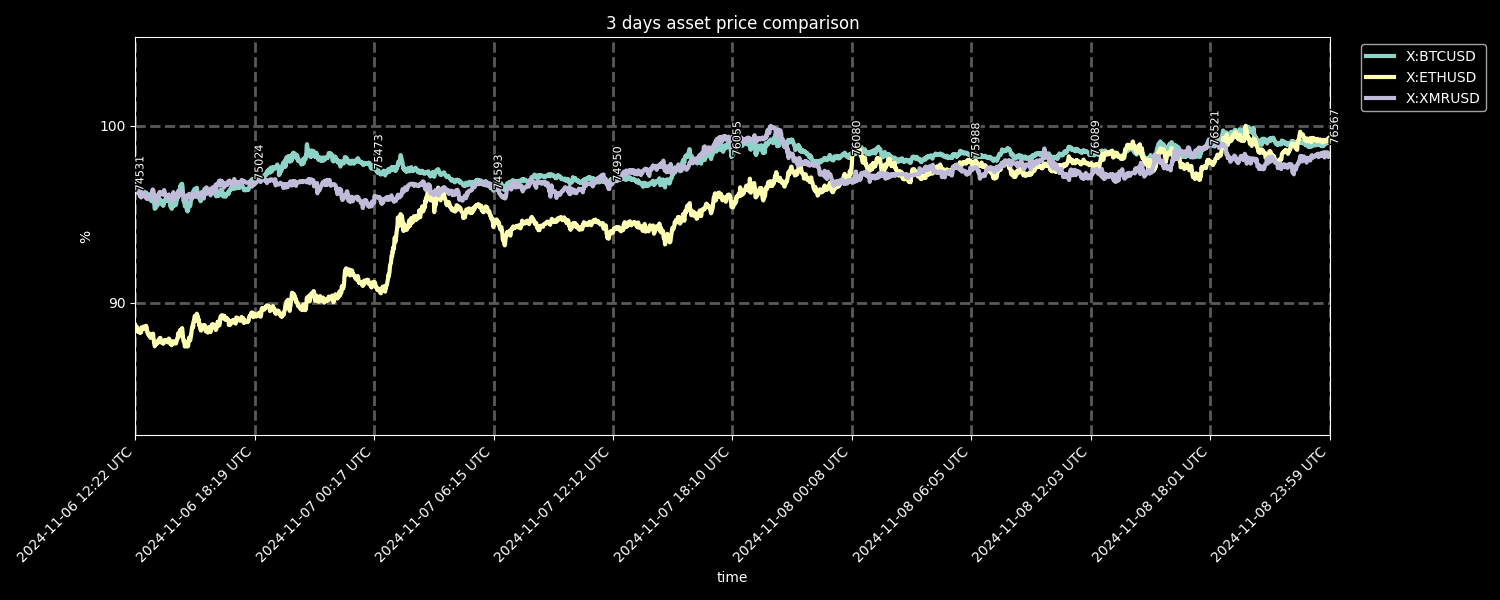 3 days asset price comparison
X:BTCUSD
X:ETHUSD
X:XMRUSD
100
90
%
74531
75024
75473
74593
74950
76055
76080
75988
76089
76521
76567
2024-11-06 12:22 UTC
2024-11-06 18:19 UTC
2024-11-07 00:17 UTC
2024-11-07 06:15 UTC
2024-11-07 12:12 UTC
2024-11-07 18:10 UTC
2024-11-08 00:08 UTC
2024-11-08 06:05 UTC
2024-11-08 12:03 UTC
2024-11-08 18:01 UTC
2024-11-08 23:59 UTC
time